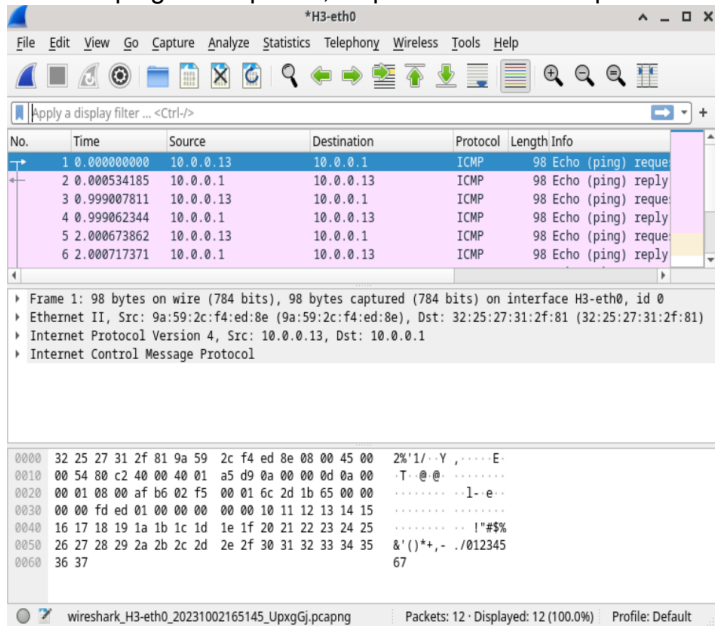 *H3-eth0
File Edit View Go Capture Analyze Statistics Telephony Wireless Tools Help
Apply a display filter ... <Ctrl-/>
No. Time Source Destination Protocol Length Info
1 0.000000000 10.0.0.13 10.0.0.1 ICMP 98 Echo (ping) reque
2 0.000534185 10.0.0.1 10.0.0.13 ICMP 98 Echo (ping) reply
3 0.999007811 10.0.0.13 10.0.0.1 ICMP 98 Echo (ping) reque
4 0.999062344 10.0.0.1 10.0.0.13 ICMP 98 Echo (ping) reply
5 2.000673862 10.0.0.13 10.0.0.1 ICMP 98 Echo (ping) reque
6 2.000717371 10.0.0.1 10.0.0.13 ICMP 98 Echo (ping) reply
Frame 1: 98 bytes on wire (784 bits), 98 bytes captured (784 bits) on interface H3-eth0, id 0
Ethernet II, Src: 9a:59:2c:f4:ed:8e (9a:59:2c:f4:ed:8e), Dst: 32:25:27:31:2f:81 (32:25:27:31:2f:81)
Internet Protocol Version 4, Src: 10.0.0.13, Dst: 10.0.0.1
Internet Control Message Protocol
0000 32 25 27 31 2f 81 9a 59 2c f4 ed 8e 08 00 45 00 2%'1/··Y ,·····E·
0010 00 54 80 c2 40 00 40 01 a5 d9 0a 00 00 0d 0a 00 ·T··@·@· ········
0020 00 01 08 00 af b6 02 f5 00 01 6c 2d 1b 65 00 00 ········ ··l-·e··
0030 00 00 fd ed 01 00 00 00 00 00 10 11 12 13 14 15 ········ ········
0040 16 17 18 19 1a 1b 1c 1d 1e 1f 20 21 22 23 24 25 ········ ·· !"#$%
0050 26 27 28 29 2a 2b 2c 2d 2e 2f 30 31 32 33 34 35 &'()*+,- ./012345
0060 36 37 67
wireshark_H3-eth0_20231002165145_UpxgGj.pcapng Packets: 12 · Displayed: 12 (100.0%) Profile: Default